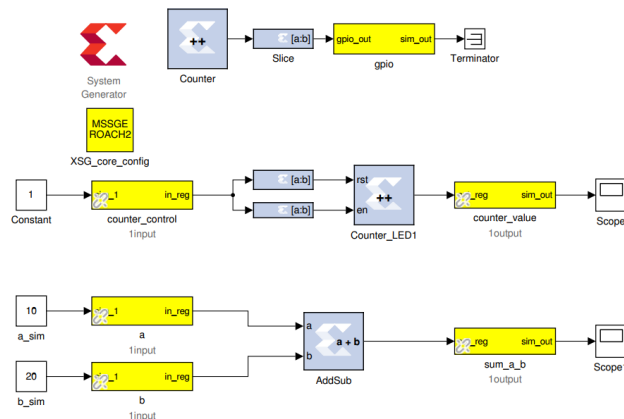 ++
[a:b]
gpio_out sim_out
System
Generator
Counter
Slice
gpio
Terminator
MSSGE
ROACH2
XSG_core_config
1
_1 in_reg
[a:b]
[a:b]
rst
en
++
_reg sim_out
Constant
counter_control
1input
Counter_LED1
counter_value
1output
Scope
10
_1 in_reg
a_sim
a
1input
a
b
a + b
AddSub
_reg sim_out
sum_a_b
1output
Scope1
20
_1 in_reg
b_sim
b
1input